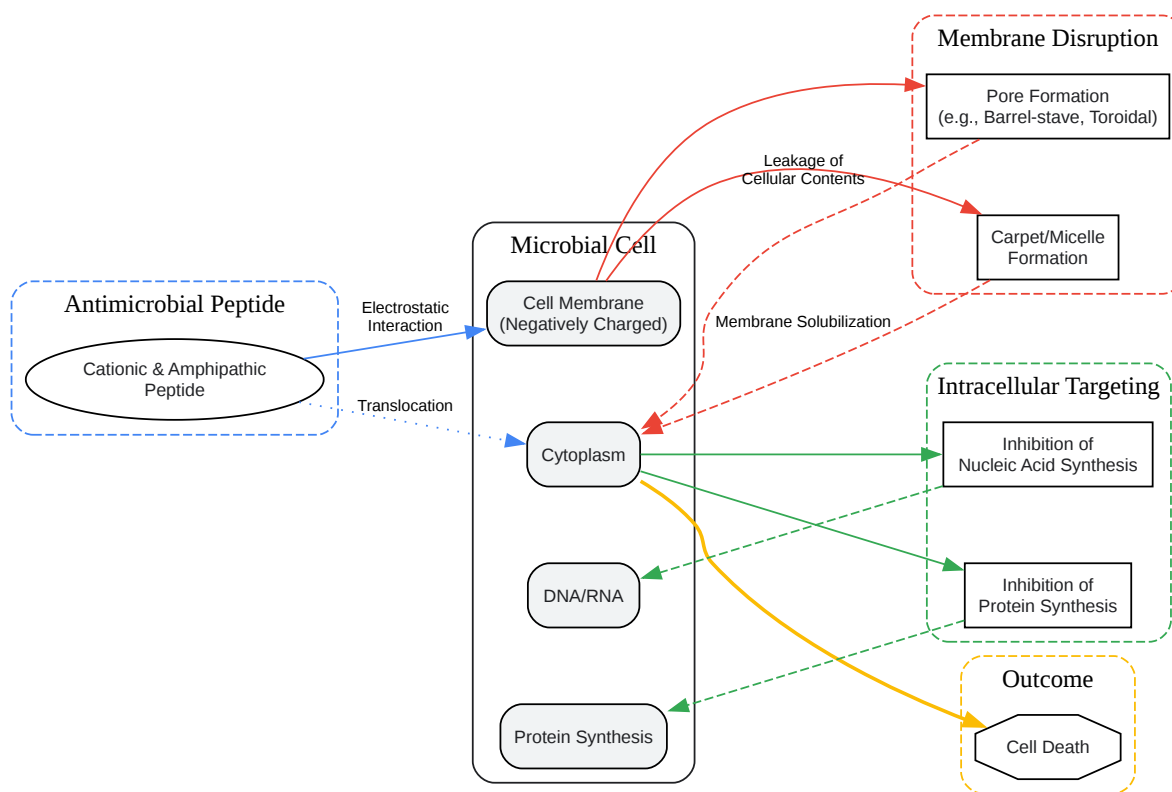 Membrane Disruption
Pore Formation
(e.g., Barrel-stave, Toroidal)
Leakage of
Cellular Contents
Carpet/Micelle
Formation
Microbial Cell
Cell Membrane
(Negatively Charged)
Antimicrobial Peptide
Electrostatic
Interaction
Cationic & Amphipathic
Peptide
Membrane Solubilization
Translocation
Cytoplasm
Intracellular Targeting
Inhibition of
Nucleic Acid Synthesis
DNA/RNA
Inhibition of
Protein Synthesis
Protein Synthesis
Outcome
Cell Death